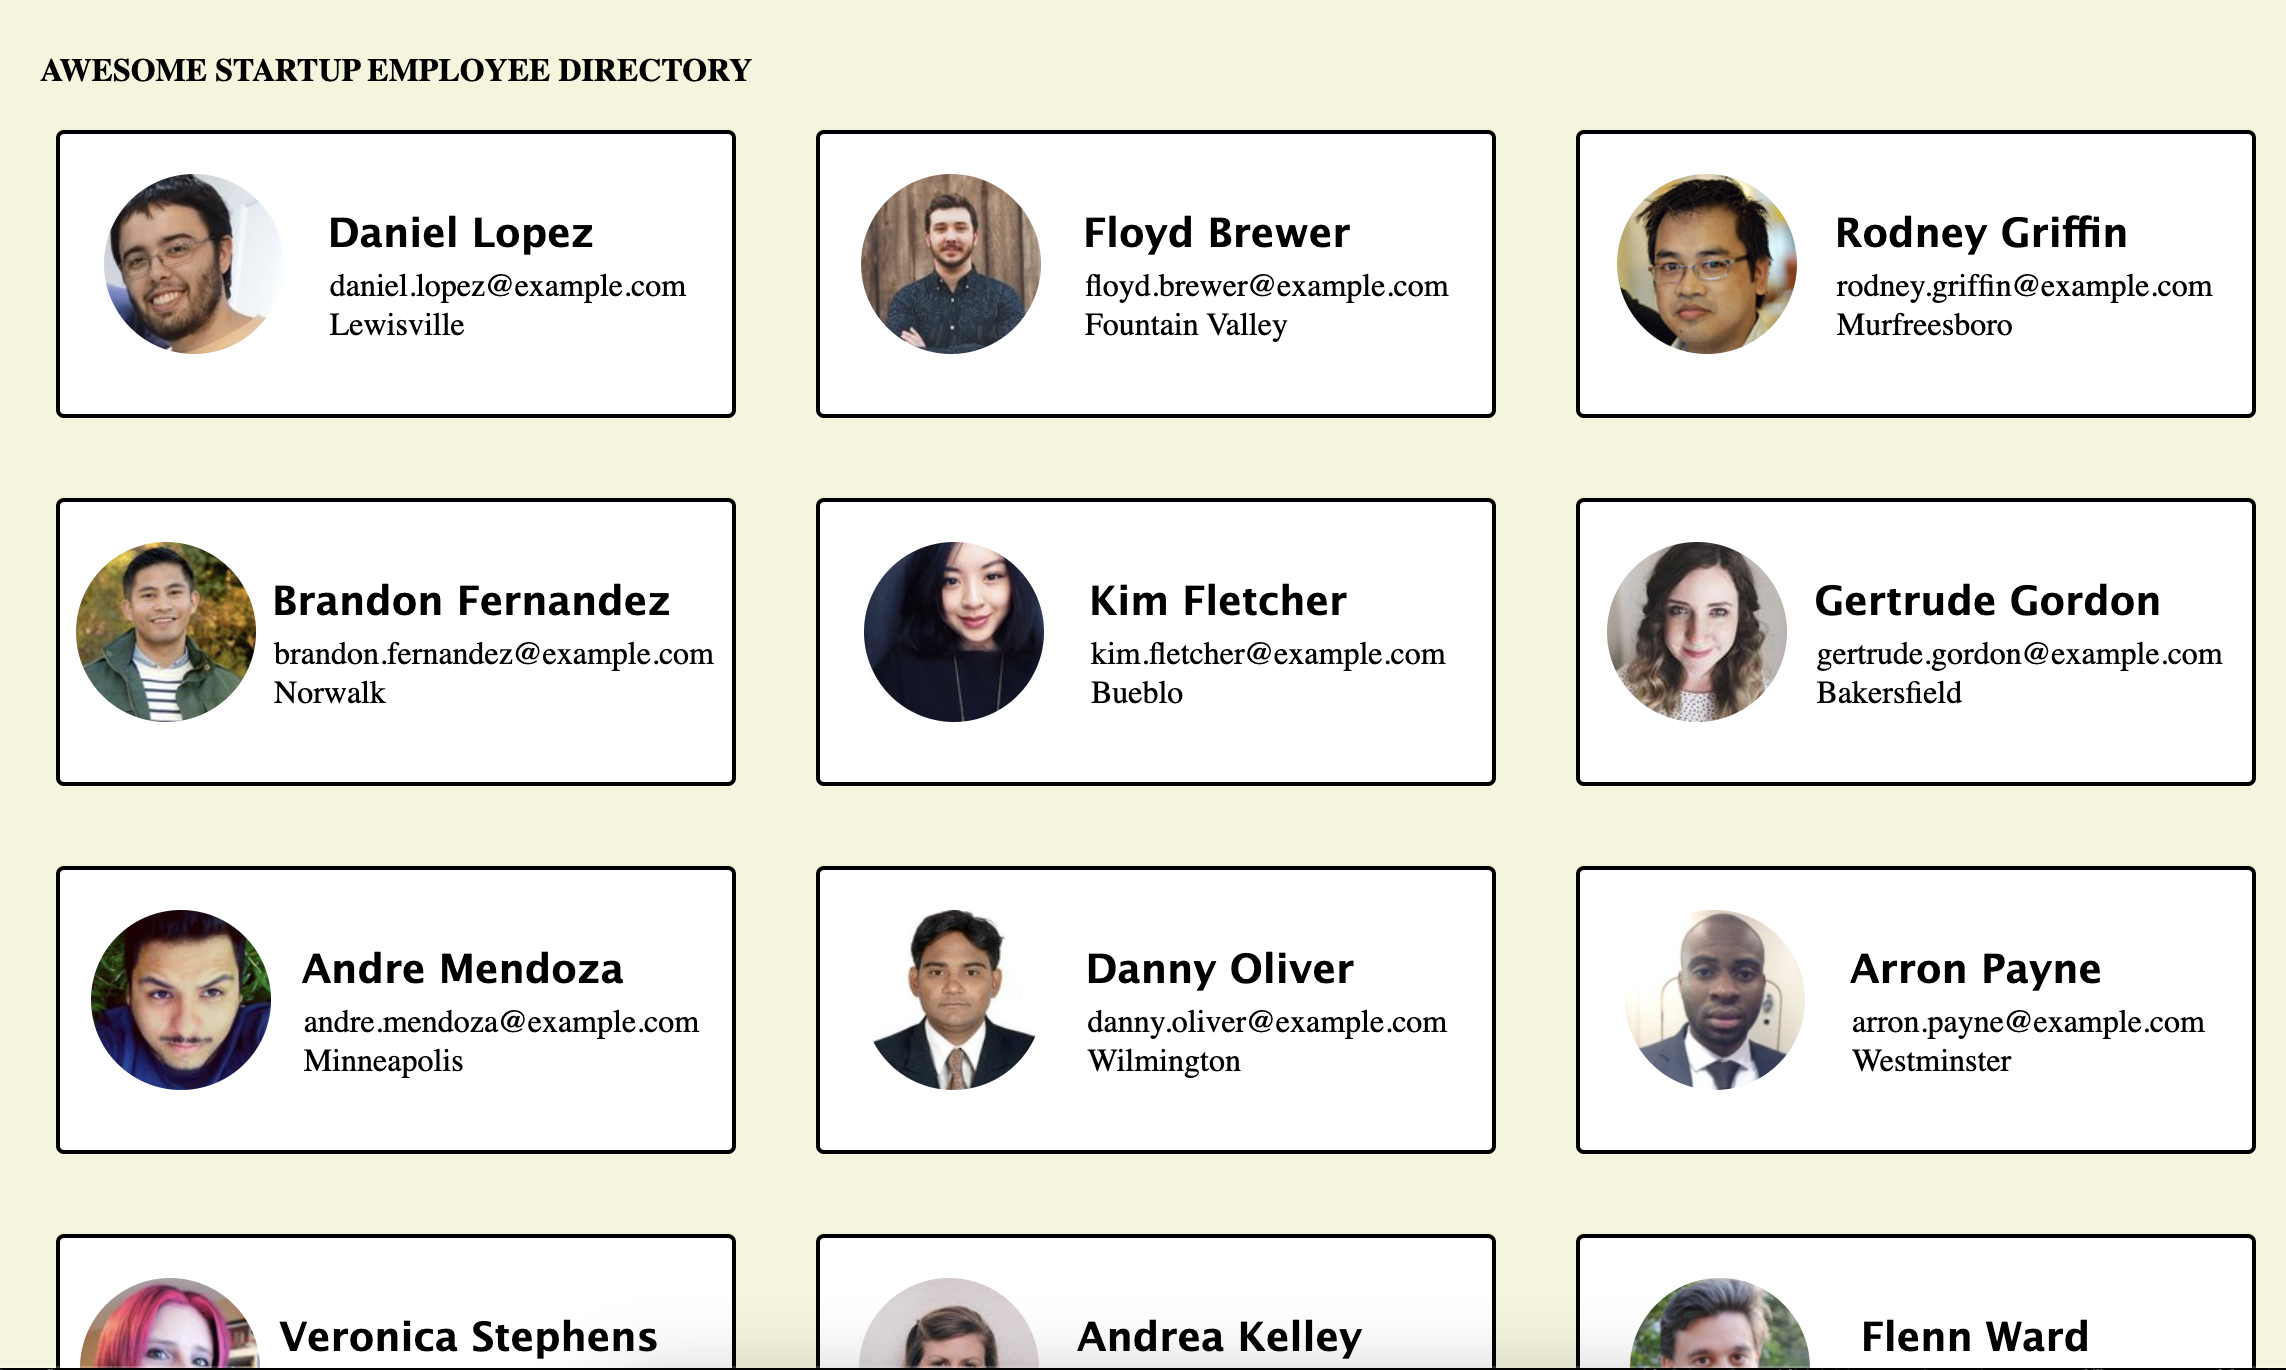 AWESOME STARTUP EMPLOYEE DIRECTORY
Daniel Lopez
daniel.lopez@example.com
Lewisville
Floyd Brewer
floyd.brewer@example.com
Fountain Valley
Rodney Griffin
rodney.griffin@example.com
Murfreesboro
Brandon Fernandez
brandon.fernandez@example.com
Norwalk
Kim Fletcher
kim.fletcher@example.com
Bueblo
Gertrude Gordon
gertrude.gordon@example.com
Bakersfield
Andre Mendoza
andre.mendoza@example.com
Minneapolis
Danny Oliver
danny.oliver@example.com
Wilmington
Arron Payne
arron.payne@example.com
Westminster
Veronica Stephens
Andrea Kelley
Flenn Ward